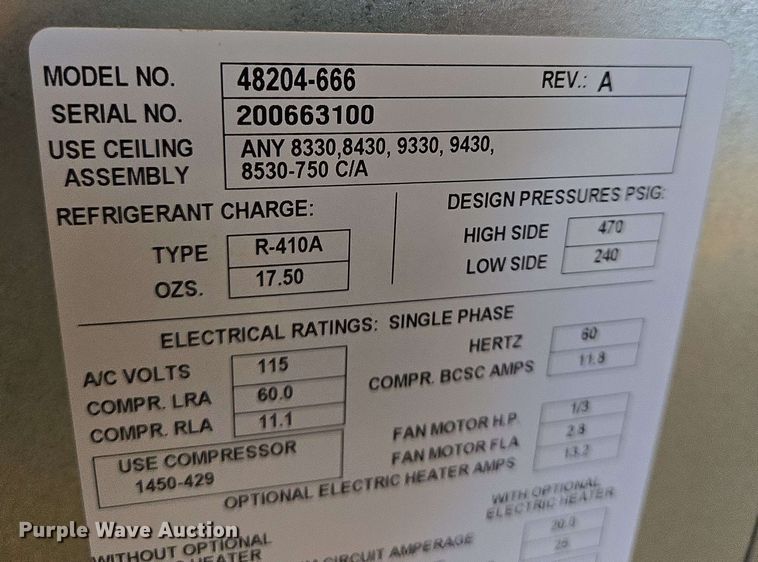 MODEL NO. 48204-666 REV.: A
SERIAL NO. 200663100
USE CEILING ASSEMBLY ANY 8330,8430, 9330, 9430,
8530-750 C/A
REFRIGERANT CHARGE:
TYPE R-410A
OZS. 17.50
DESIGN PRESSURES PSIG:
HIGH SIDE 470
LOW SIDE 240
ELECTRICAL RATINGS: SINGLE PHASE
A/C VOLTS 115
COMPR. LRA 60.0
COMPR. RLA 11.1
HERTZ 60
COMPR. BCSC AMPS 11.8
USE COMPRESSOR
1450-429
FAN MOTOR H.P. 1/3
FAN MOTOR FLA 2.8
OPTIONAL ELECTRIC HEATER AMPS 13.2
WITH OPTIONAL
ELECTRIC HEATER
WITHOUT OPTIONAL
HEATER
CIRCUIT AMPERAGE 20.0
25
Purple Wave Auction